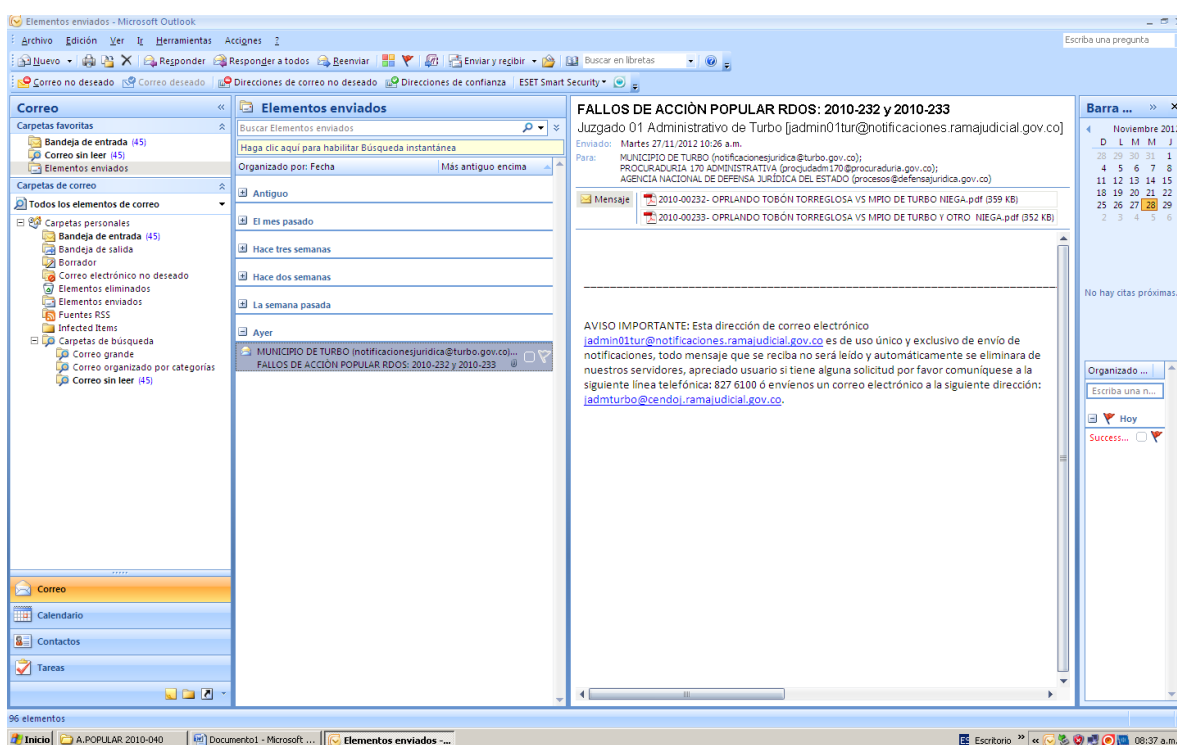 Elementos enviados - Microsoft Outlook
Archivo Edición Ver Ir Herramientas Acciones ?
Escriba una pregunta
Nuevo Responder Responder a todos Reenviar Enviar y recibir Buscar en libretas
Correo no deseado Correo deseado Direcciones de correo no deseado Direcciones de confianza ESET Smart Security
Correo «
Carpetas favoritas
Bandeja de entrada (45)
Correo sin leer (45)
Elementos enviados
Carpetas de correo
Todos los elementos de correo
Carpetas personales
Bandeja de entrada (45)
Bandeja de salida
Borrador
Correo electrónico no deseado
Elementos eliminados
Elementos enviados
Fuentes RSS
Infected Items
Carpetas de búsqueda
Correo grande
Correo organizado por categorías
Correo sin leer (45)
Correo
Calendario
Contactos
Tareas
Elementos enviados
Buscar Elementos enviados
Haga clic aquí para habilitar Búsqueda instantánea
Organizado por: Fecha Más antiguo encima
Antiguo
El mes pasado
Hace tres semanas
Hace dos semanas
La semana pasada
Ayer
MUNICIPIO DE TURBO (notificacionesjuridica@turbo.gov.co)...
FALLOS DE ACCIÒN POPULAR RDOS: 2010-232 y 2010-233
FALLOS DE ACCIÒN POPULAR RDOS: 2010-232 y 2010-233
Juzgado 01 Administrativo de Turbo [jadmin01tur@notificaciones.ramajudicial.gov.co]
Enviado: Martes 27/11/2012 10:26 a.m.
Para: MUNICIPIO DE TURBO (notificacionesjuridica@turbo.gov.co);
PROCURADURIA 170 ADMINISTRATIVA (procjudadm170@procuraduria.gov.co);
AGENCIA NACIONAL DE DEFENSA JURÍDICA DEL ESTADO (procesos@defensajuridica.gov.co)
Mensaje 2010-00232- OPRLANDO TOBÓN TORREGLOSA VS MPIO DE TURBO NIEGA.pdf (359 KB)
2010-00233- OPRLANDO TOBÓN TORREGLOSA VS MPIO DE TURBO Y OTRO NIEGA.pdf (352 KB)
AVISO IMPORTANTE: Esta dirección de correo electrónico
jadmin01tur@notificaciones.ramajudicial.gov.co es de uso único y exclusivo de envío de
notificaciones, todo mensaje que se reciba no será leído y automáticamente se eliminara de
nuestros servidores, apreciado usuario si tiene alguna solicitud por favor comuníquese a la
siguiente línea telefónica: 827 6100 ó envíenos un correo electrónico a la siguiente dirección:
jadmturbo@cendoj.ramajudicial.gov.co.
Barra ... »
Noviembre 201
D L M M J
28 29 30 31 1
4 5 6 7 8
11 12 13 14 15
18 19 20 21 22
25 26 27 28 29
2 3 4 5 6
No hay citas próximas.
Organizado ...
Escriba una n...
Hoy
Success...
96 elementos
Inicio A.POPULAR 2010-040 Documento1 - Microsoft ... Elementos enviados -... ES Escritorio » « 08:37 a.m.